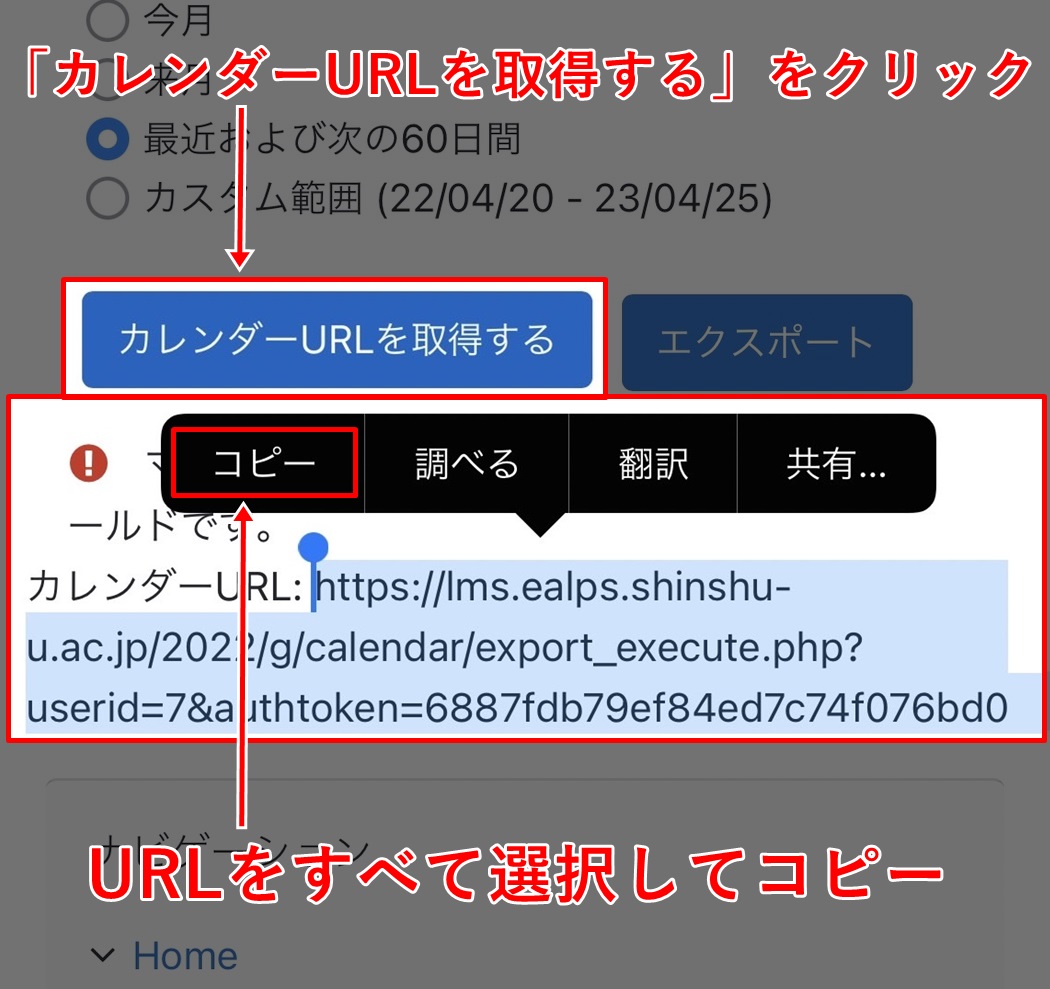 今月
「カレンダーURLを取得する」をクリック
来月
最近および次の60日間
カスタム範囲 (22/04/20 - 23/04/25)
カレンダーURLを取得する エクスポート
コピー 調べる 翻訳 共有...
ールドです。
カレンダーURL: https://lms.ealps.shinshu-
u.ac.jp/2022/g/calendar/export_execute.php?
userid=7&authtoken=6887fdb79ef84ed7c74f076bd0
ナビゲーション
URLをすべて選択してコピー
Home